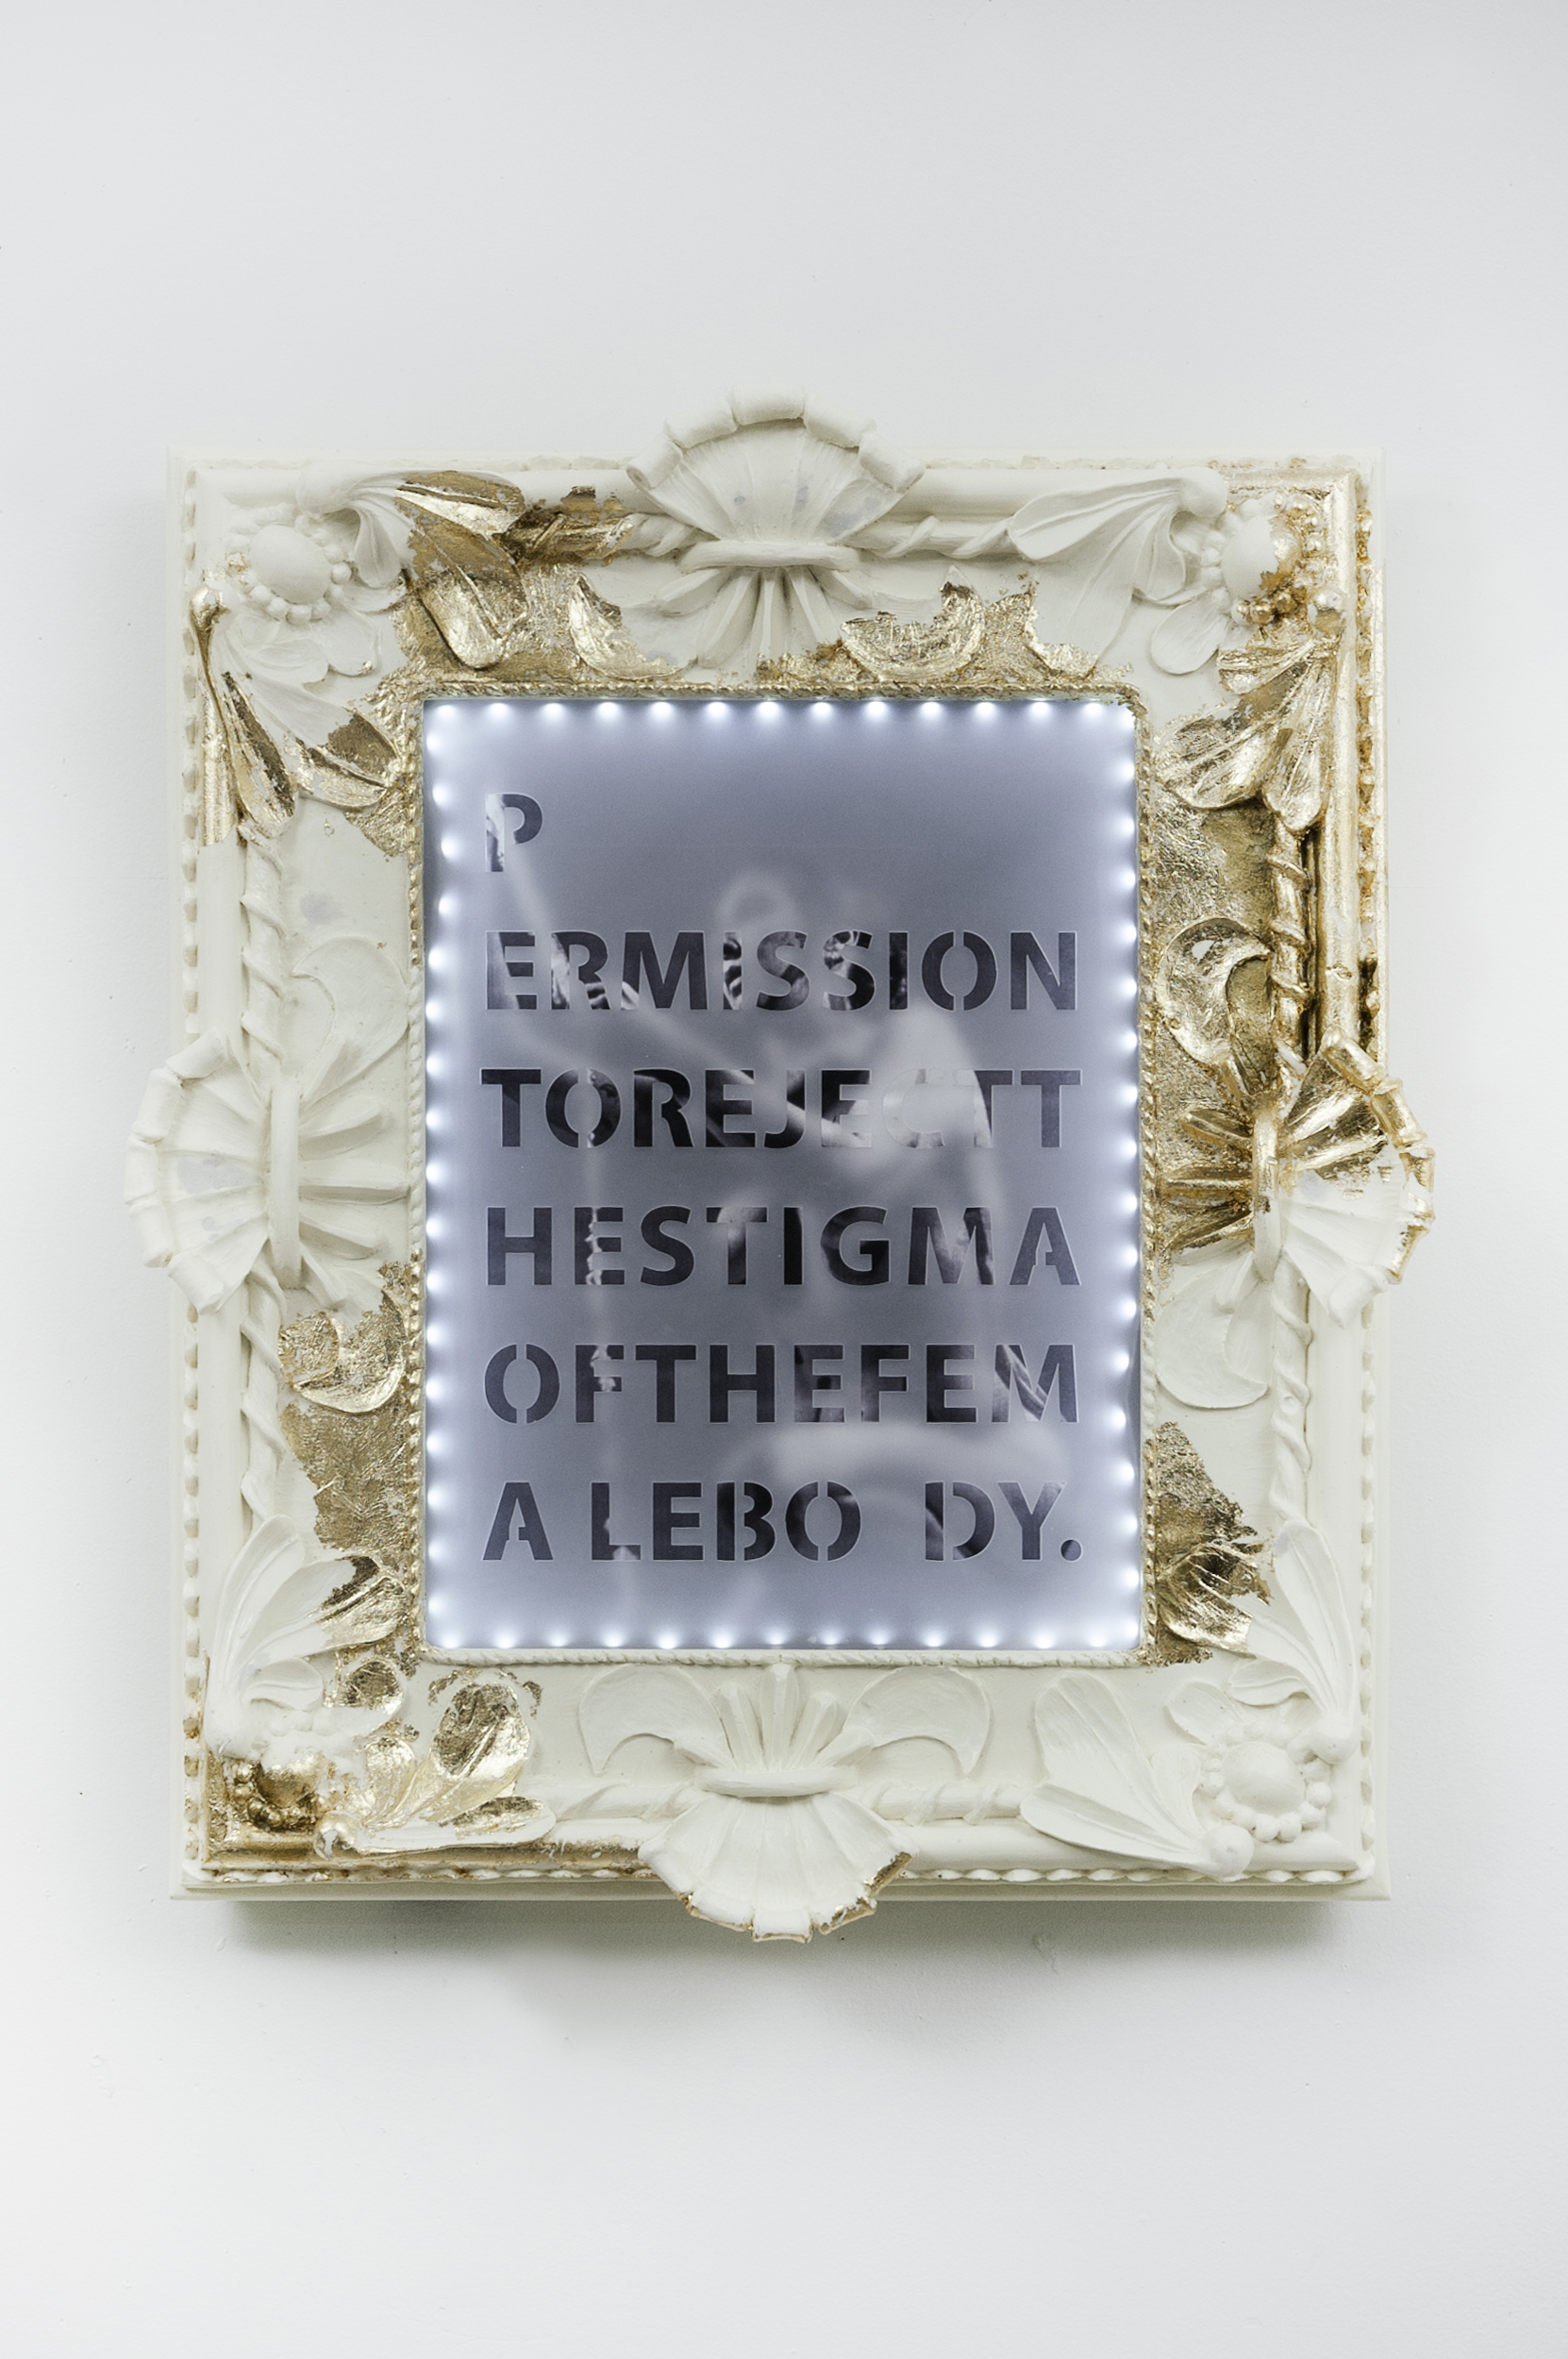 P
ERMISSION
TOREJECTT
HESTIGMA
OFTHEFEM
A LEBO DY.